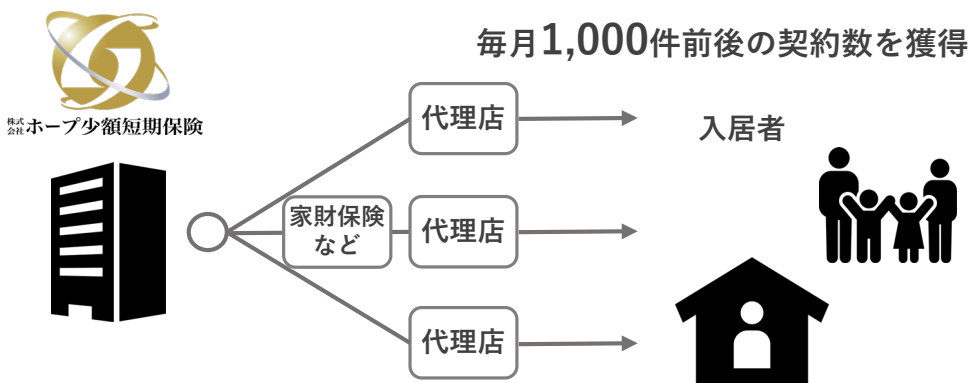 毎月1,000件前後の契約数を獲得
株式会社ホープ少額短期保険
代理店
入居者
家財保険
など
代理店
代理店